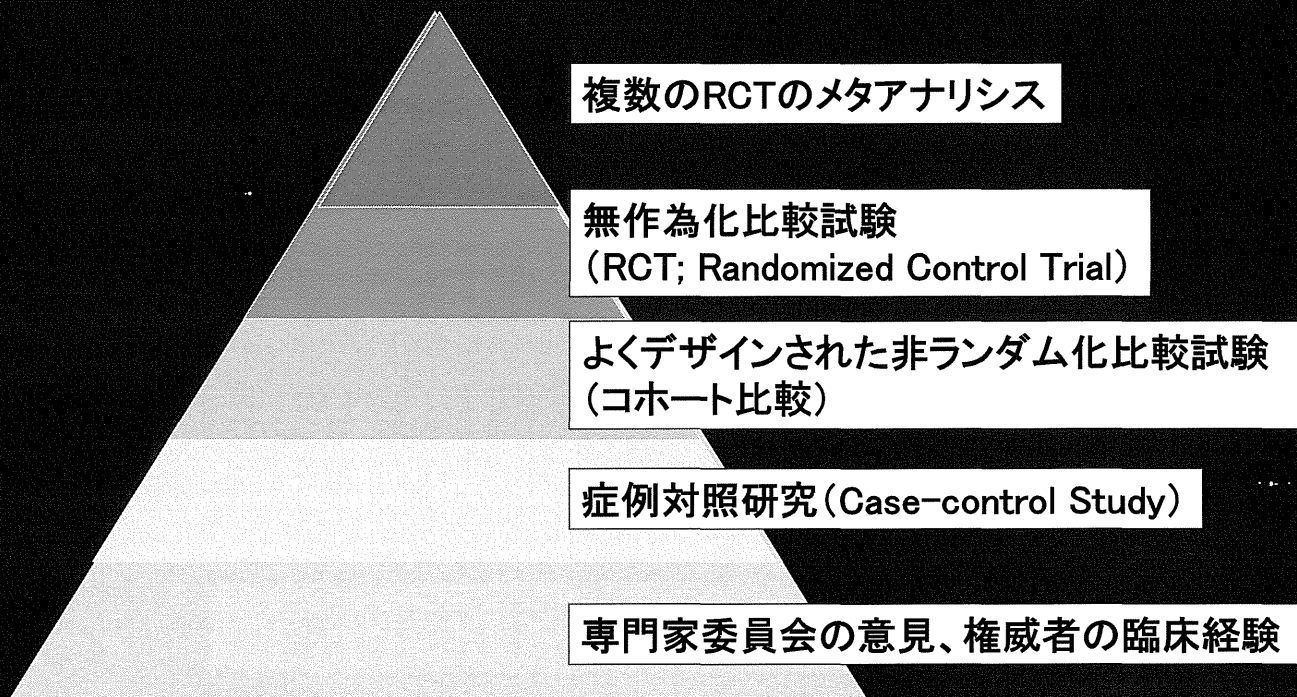 複数のRCTのメタアナリシス
無作為化比較試験
（RCT; Randomized Control Trial）
よくデザインされた非ランダム化比較試験
（コホート比較）
症例対照研究（Case-control Study）
専門家委員会の意見、権威者の臨床経験